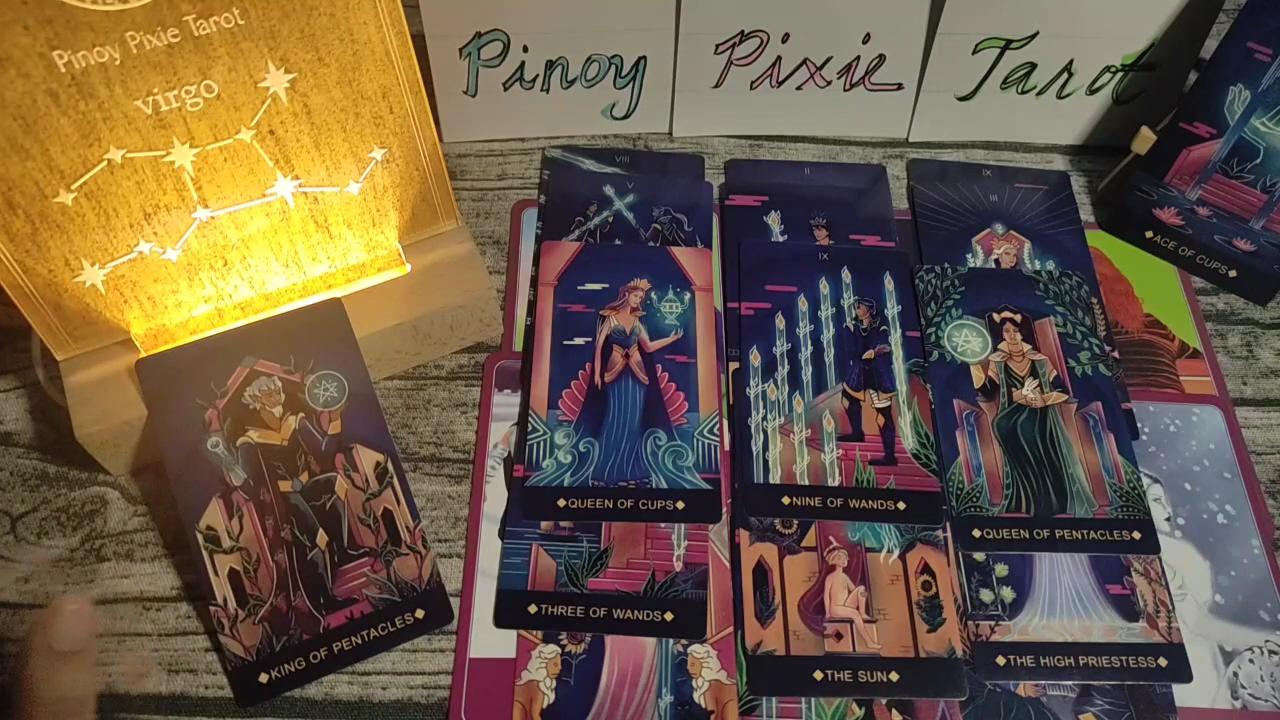 Pinoy Pixie Tarot
virgo
Pinoy Pixie Tarot
VIII
V
II
IX
III
IX
◆ACE OF CUPS◆
◆QUEEN OF CUPS◆
◆NINE OF WANDS◆
◆QUEEN OF PENTACLES◆
◆KING OF PENTACLES◆
◆THREE OF WANDS◆
◆THE SUN◆
◆THE HIGH PRIESTESS◆